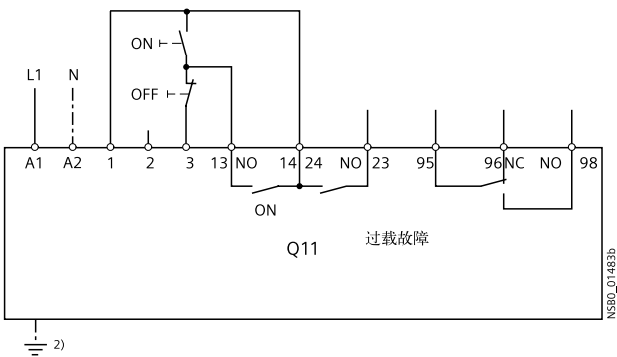 ON
L1 N
OFF
A1 A2 1 2 3 13 NO 14 24 NO 23 95 96 NC NO 98
ON
Q11 过载故障
NSB0_01483b
2)